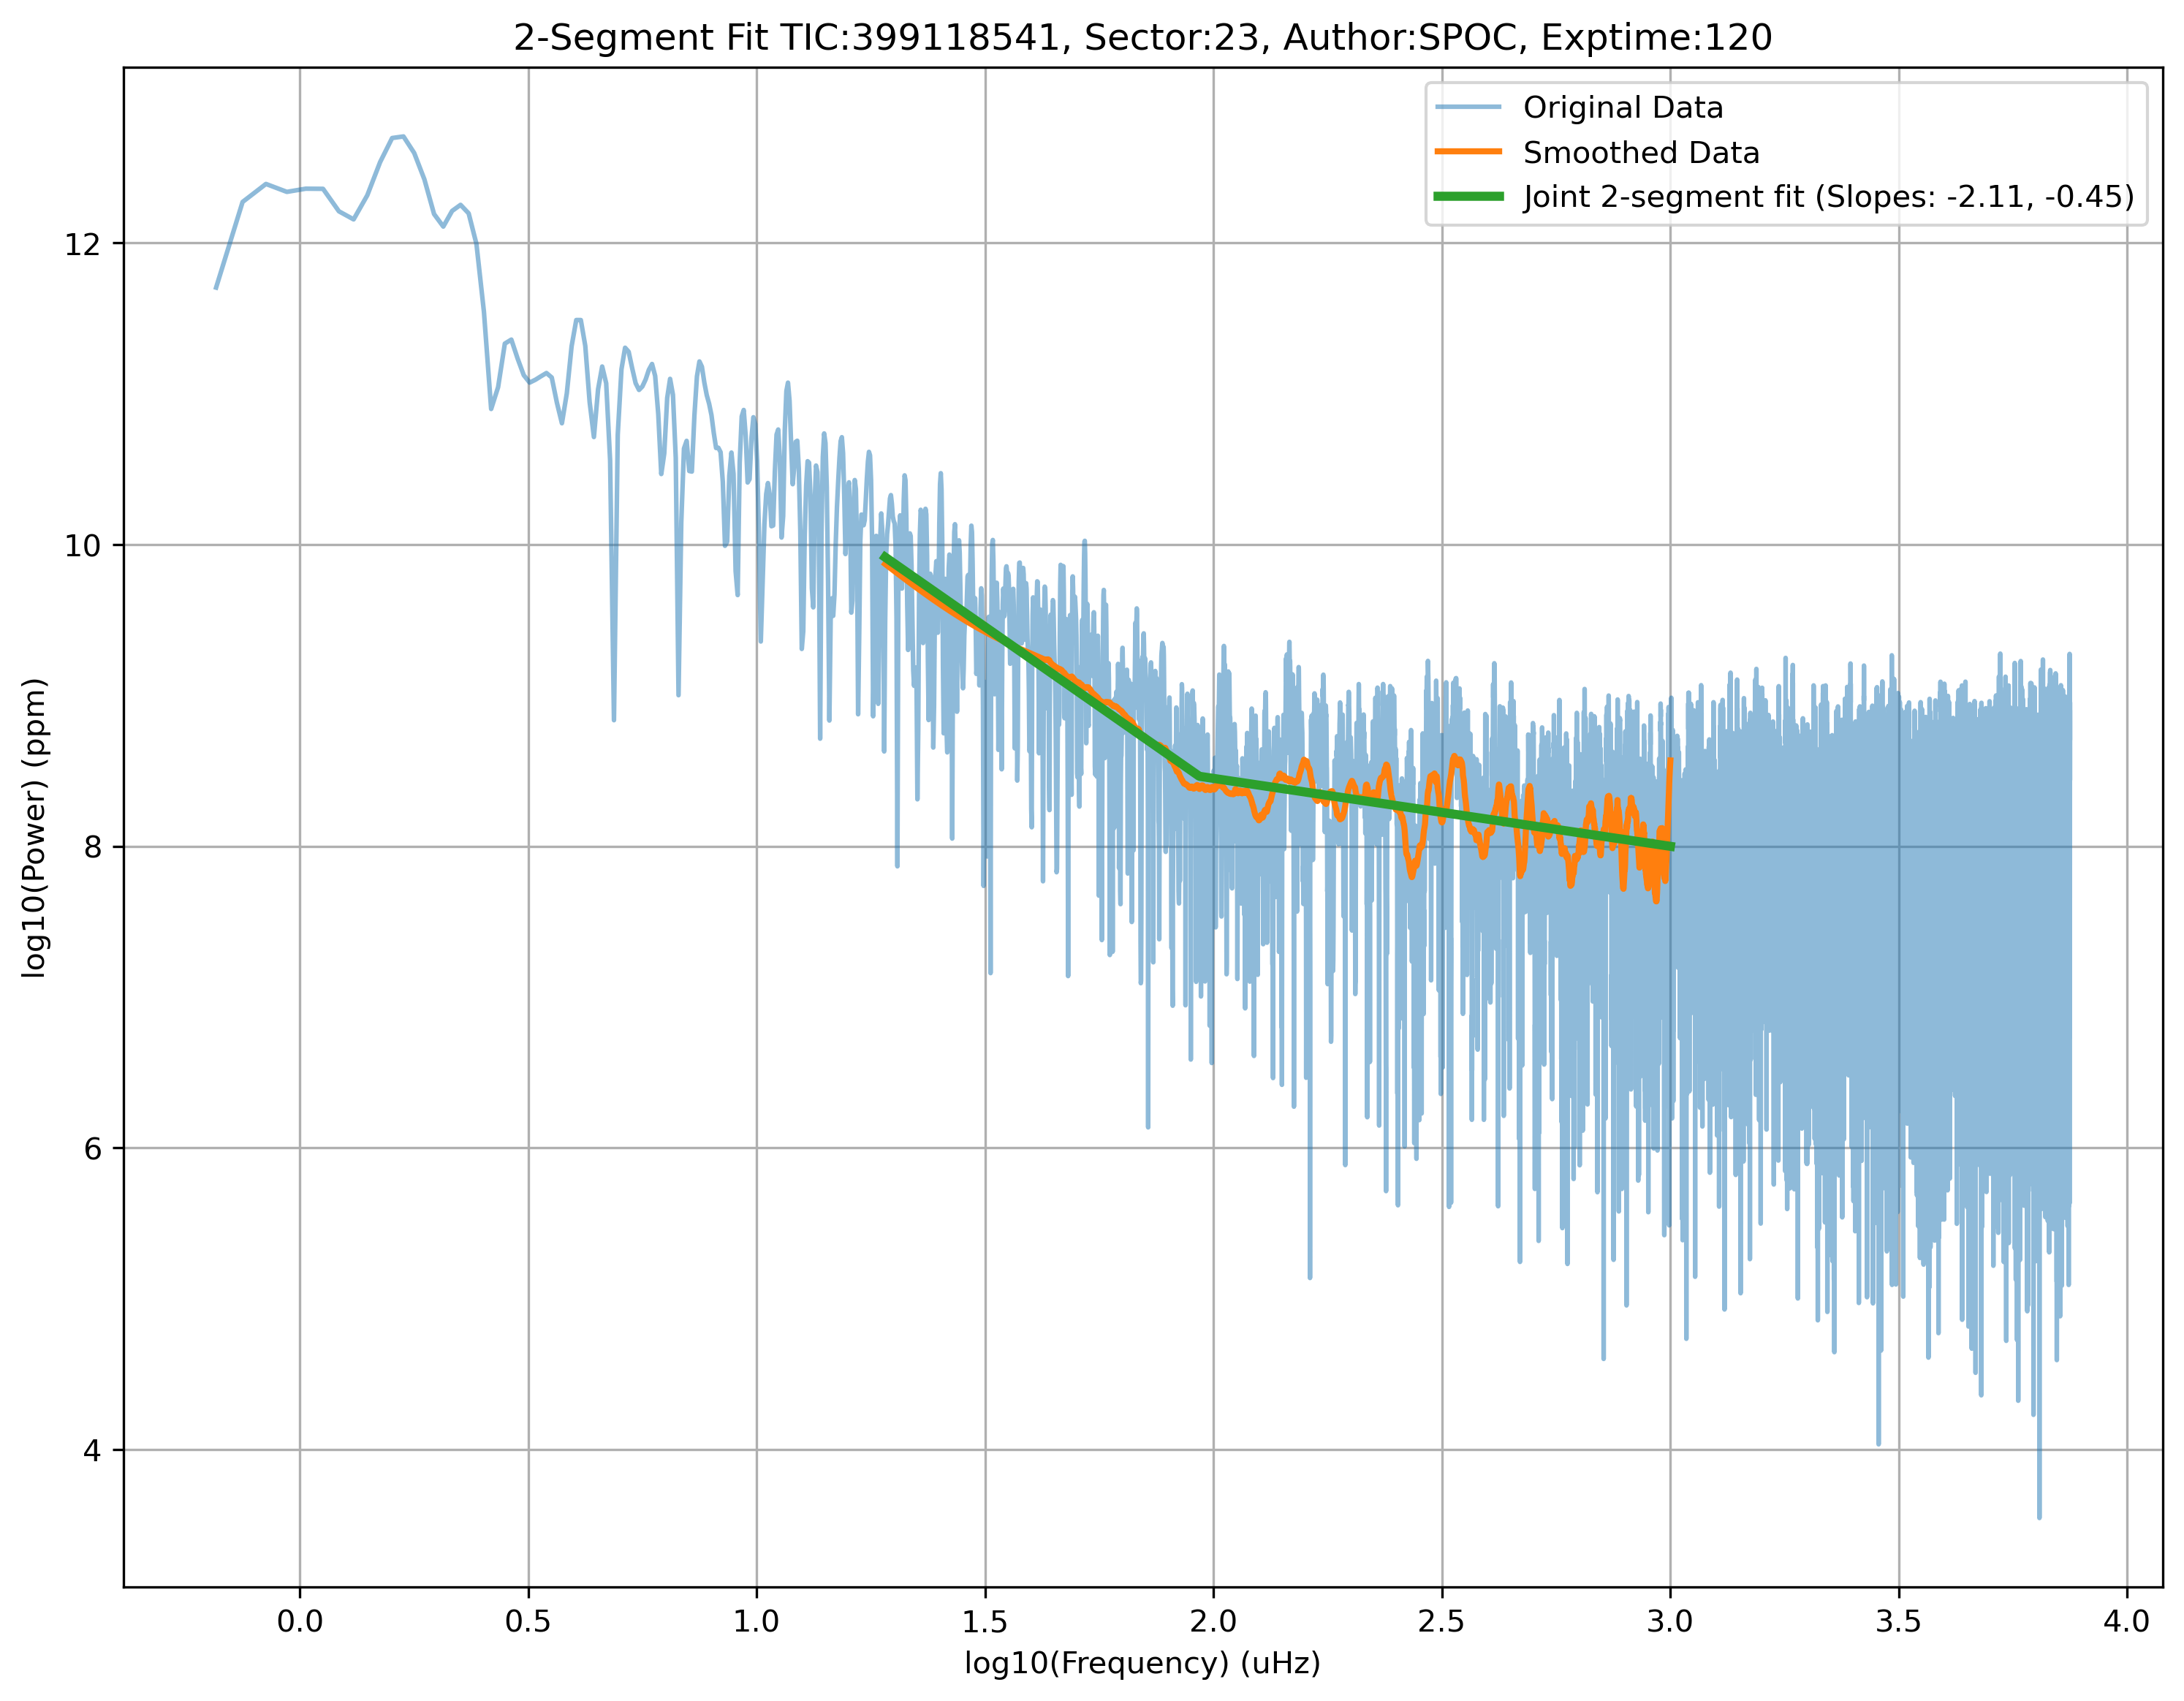 2-Segment Fit TIC:399118541, Sector:23, Author:SPOC, Exptime:120
Original Data
Smoothed Data
Joint 2-segment fit (Slopes: -2.11, -0.45)
log10(Power) (ppm)
12
10
8
6
4
0.0 0.5 1.0 1.5 2.0 2.5 3.0 3.5 4.0
log10(Frequency) (uHz)